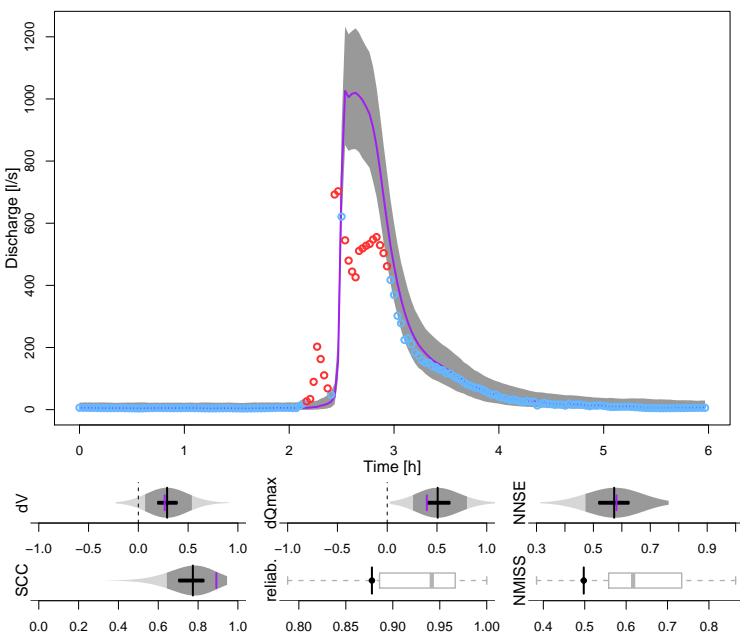 Discharge [l/s]
0
200
400
600
800
1000
1200
0 1 2 3 4 5 6
Time [h]
dV
−1.0 −0.5 0.0 0.5 1.0
dQmax
−1.0 −0.5 0.0 0.5 1.0
NNSE
0.3 0.5 0.7 0.9 1
SCC
0.0 0.2 0.4 0.6 0.8 1.0
reliab.
0.80 0.85 0.90 0.95 1.00
NMISS
0.4 0.5 0.6 0.7 0.8